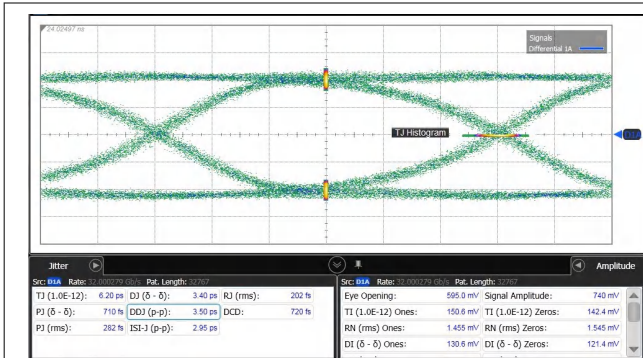 24.02497 ns
Signals
Differential 1A
TJ Histogram
Jitter
Amplitude
Src: D1A Rate: 32.000279 Gb/s Pat. Length: 32767
TJ (1.0E-12): 6.20 ps DJ (δ - δ): 3.40 ps RJ (rms): 202 fs
PJ (δ - δ): 710 fs DDJ (p-p): 3.50 ps DCD: 720 fs
PJ (rms): 282 fs ISI-J (p-p): 2.95 ps
Src: D1A Rate: 32.000279 Gb/s Pat. Length: 32767
Eye Opening: 595.0 mV Signal Amplitude: 740 mV
TI (1.0E-12) Ones: 150.6 mV TI (1.0E-12) Zeros: 142.4 mV
RN (rms) Ones: 1.455 mV RN (rms) Zeros: 1.545 mV
DI (δ - δ) Ones: 130.6 mV DI (δ - δ) Zeros: 121.4 mV